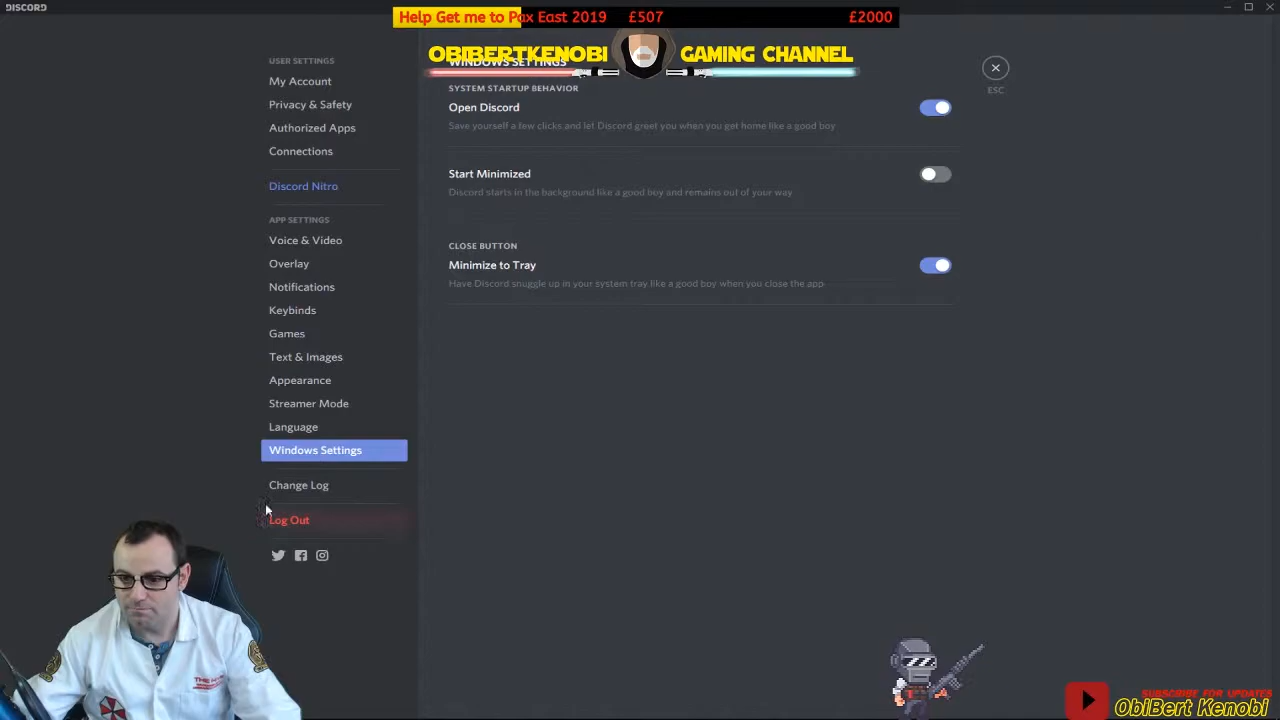 DISCORD
Help Get me to Pax East 2019 £507 £2000
OBIBERTKENOBI GAMING CHANNEL
USER SETTINGS
My Account
Privacy & Safety
Authorized Apps
Connections
Discord Nitro
APP SETTINGS
Voice & Video
Overlay
Notifications
Keybinds
Games
Text & Images
Appearance
Streamer Mode
Language
Windows Settings
Change Log
Log Out
WINDOWS SETTINGS
SYSTEM STARTUP BEHAVIOR
Open Discord
Save yourself a few clicks and let Discord greet you when you get home like a good boy
Start Minimized
Discord starts in the background like a good boy and remains out of your way
CLOSE BUTTON
Minimize to Tray
Have Discord snuggle up in your system tray like a good boy when you close the app
ESC
SUBSCRIBE FOR UPDATES
ObiBert Kenobi